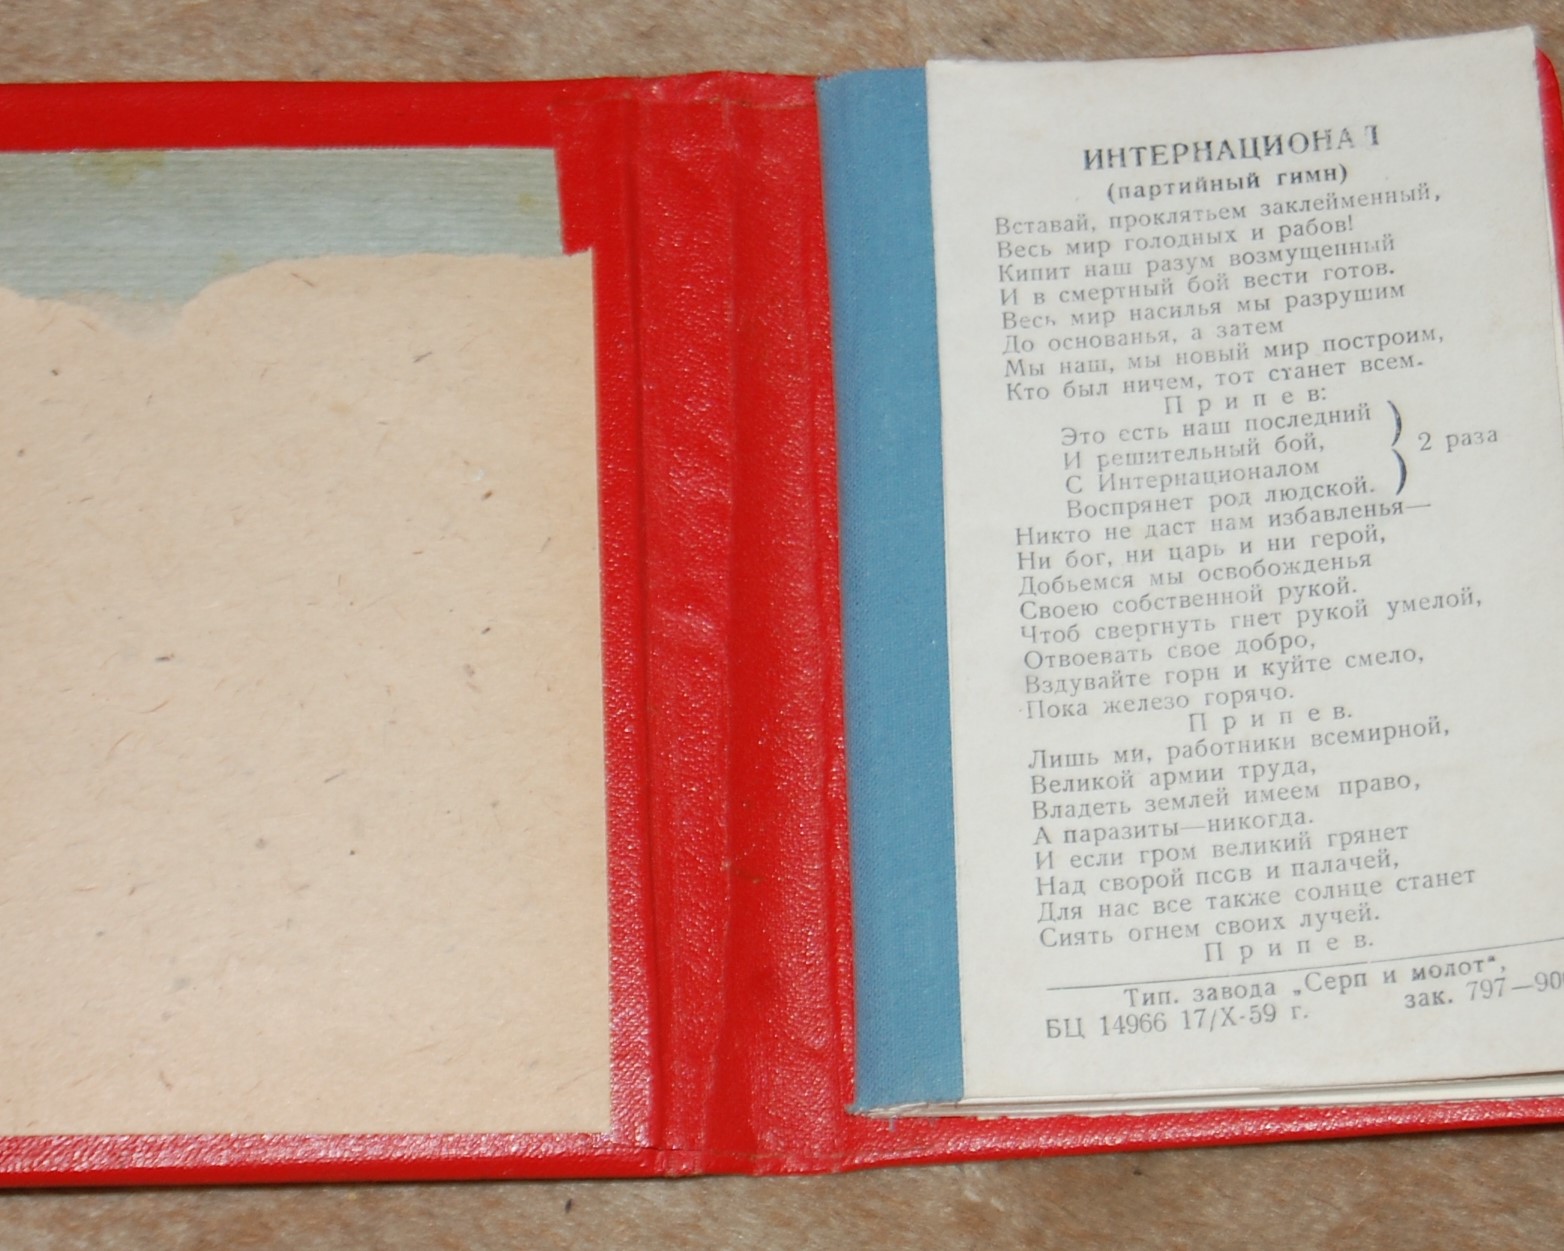 ИНТЕРНАЦИОНАЛ
(партийный гимн)
Вставай, проклятьем заклейменный,
Весь мир голодных и рабов!
Кипит наш разум возмущенный
И в смертный бой вести готов.
Весь мир насилья мы разрушим
До основанья, а затем
Мы наш, мы новый мир построим,
Кто был ничем, тот станет всем.
П р и п е в:
Это есть наш последний
И решительный бой,
С Интернационалом
Воспрянет род людской.
2 раза
Никто не даст нам избавленья—
Ни бог, ни царь и ни герой,
Добьемся мы освобожденья
Своею собственной рукой.
Чтоб свергнуть гнет рукой умелой,
Отвоевать свое добро,
Вздувайте горн и куйте смело,
Пока железо горячо.
П р и п е в.
Лишь ми, работники всемирной,
Великой армии труда,
Владеть землей имеем право,
А паразиты—никогда.
И если гром великий грянет
Над сворой псов и палачей,
Для нас все также солнце станет
Сиять огнем своих лучей.
П р и п е в.
Тип. завода „Серп и молот",
БЦ 14966 17/X-59 г. зак. 797—900